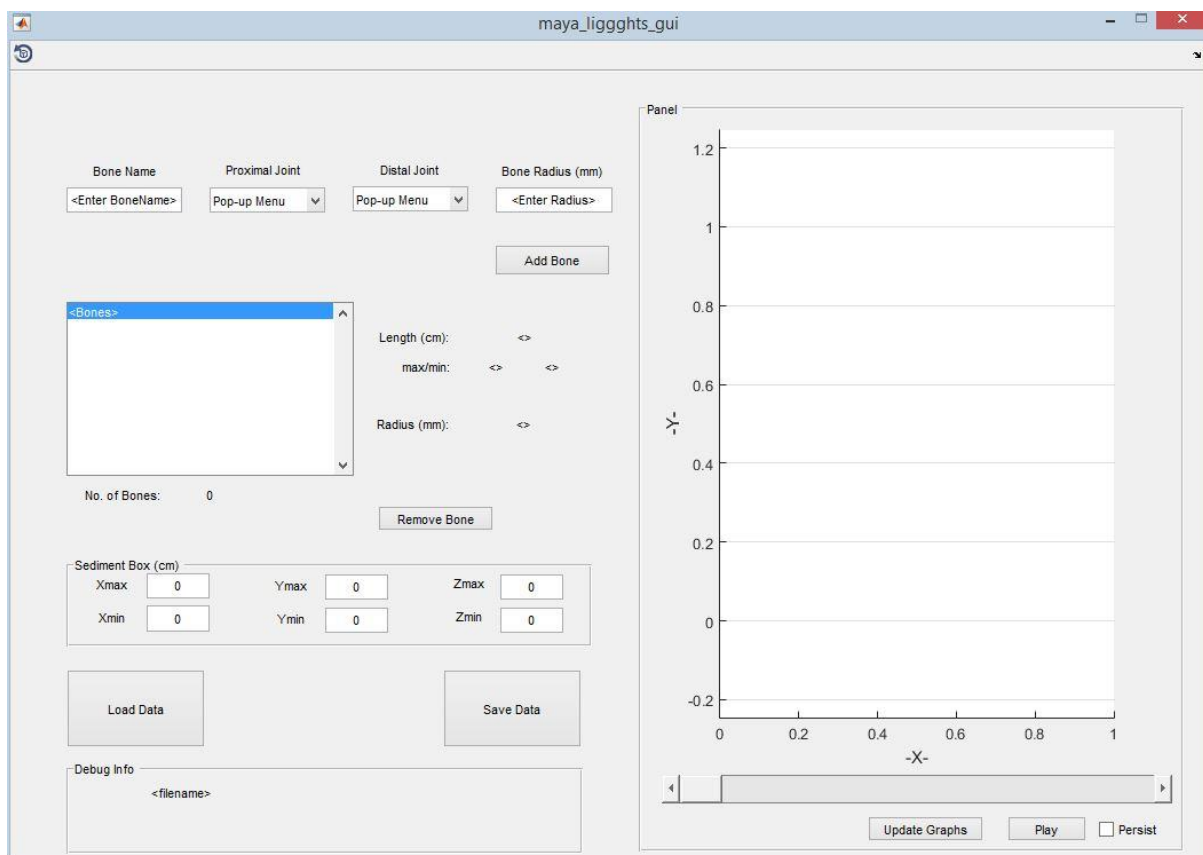 maya_liggghts_gui
Bone Name Proximal Joint Distal Joint Bone Radius (mm)
<Enter BoneName> Pop-up Menu Pop-up Menu <Enter Radius>
Add Bone
<Bones>
Length (cm): <>
max/min: <> <>
Radius (mm): <>
No. of Bones: 0
Remove Bone
Sediment Box (cm)
Xmax 0 Ymax 0 Zmax 0
Xmin 0 Ymin 0 Zmin 0
Load Data Save Data
Debug Info
<filename>
Panel
1.2
1
0.8
0.6
-Y-
0.4
0.2
0
-0.2
0 0.2 0.4 0.6 0.8 1
-X-
Update Graphs Play Persist